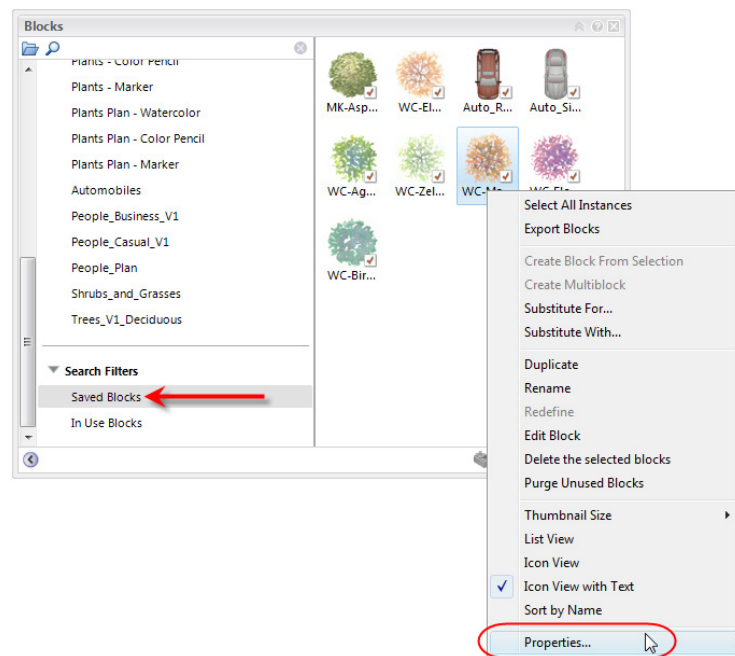 Blocks
Plants - Color Pencil
Plants - Marker
Plants Plan - Watercolor
Plants Plan - Color Pencil
Plants Plan - Marker
Automobiles
People_Business_V1
People_Casual_V1
People_Plan
Shrubs_and_Grasses
Trees_V1_Deciduous
Search Filters
Saved Blocks
In Use Blocks
MK-Asp...
WC-El...
Auto_R...
Auto_Si...
WC-Ag...
WC-Zel...
WC-Ma...
WC-Bir...
Select All Instances
Export Blocks
Create Block From Selection
Create Multiblock
Substitute For...
Substitute With...
Duplicate
Rename
Redefine
Edit Block
Delete the selected blocks
Purge Unused Blocks
Thumbnail Size
List View
Icon View
Icon View with Text
Sort by Name
Properties...